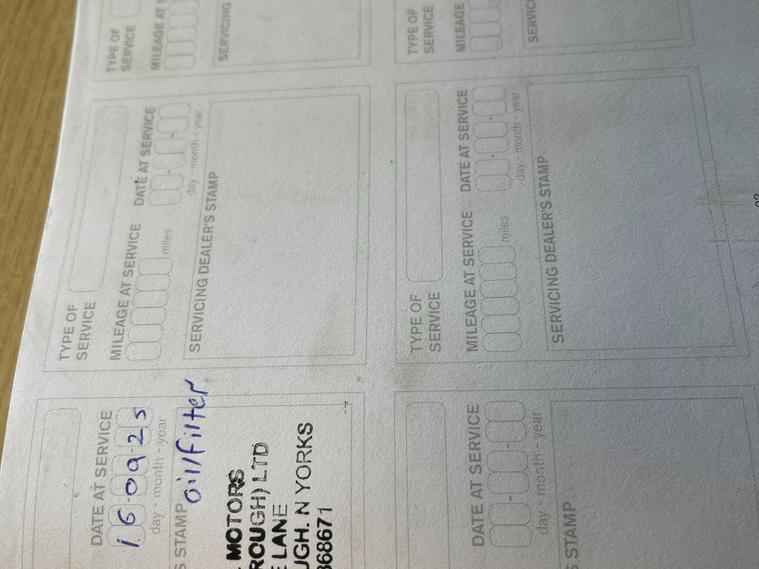 TYPE OF
SERVICE
MILEAGE AT S
SERVICING
TYPE OF
SERVICE
MILEAGE
SERVIC
TYPE OF
SERVICE
MILEAGE AT SERVICE DATE AT SERVICE
miles day - month - year
SERVICING DEALER'S STAMP
TYPE OF
SERVICE
MILEAGE AT SERVICE DATE AT SERVICE
miles day - month - year
SERVICING DEALER'S STAMP
DATE AT SERVICE
16-09-25
day - month - year
S STAMP oil/filter
MOTORS
ROUGH) LTD
E LANE
UGH. N YORKS
368671
DATE AT SERVICE
day - month - year
S STAMP